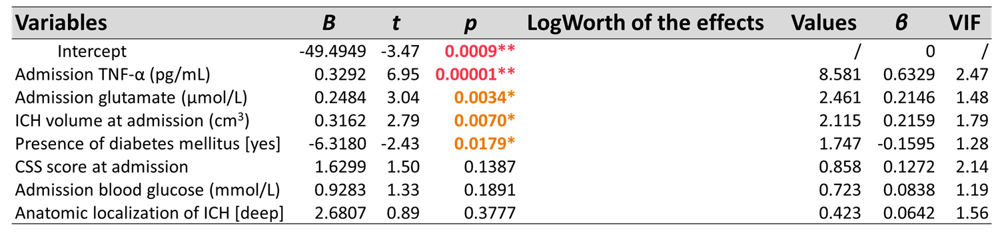 Variables B t p LogWorth of the effects Values β VIF
Intercept -49.4949 -3.47 0.0009** / 0 /
Admission TNF-α (pg/mL) 0.3292 6.95 0.00001** 8.581 0.6329 2.47
Admission glutamate (μmol/L) 0.2484 3.04 0.0034* 2.461 0.2146 1.48
ICH volume at admission (cm³) 0.3162 2.79 0.0070* 2.115 0.2159 1.79
Presence of diabetes mellitus [yes] -6.3180 -2.43 0.0179* 1.747 -0.1595 1.28
CSS score at admission 1.6299 1.50 0.1387 0.858 0.1272 2.14
Admission blood glucose (mmol/L) 0.9283 1.33 0.1891 0.723 0.0838 1.19
Anatomic localization of ICH [deep] 2.6807 0.89 0.3777 0.423 0.0642 1.56